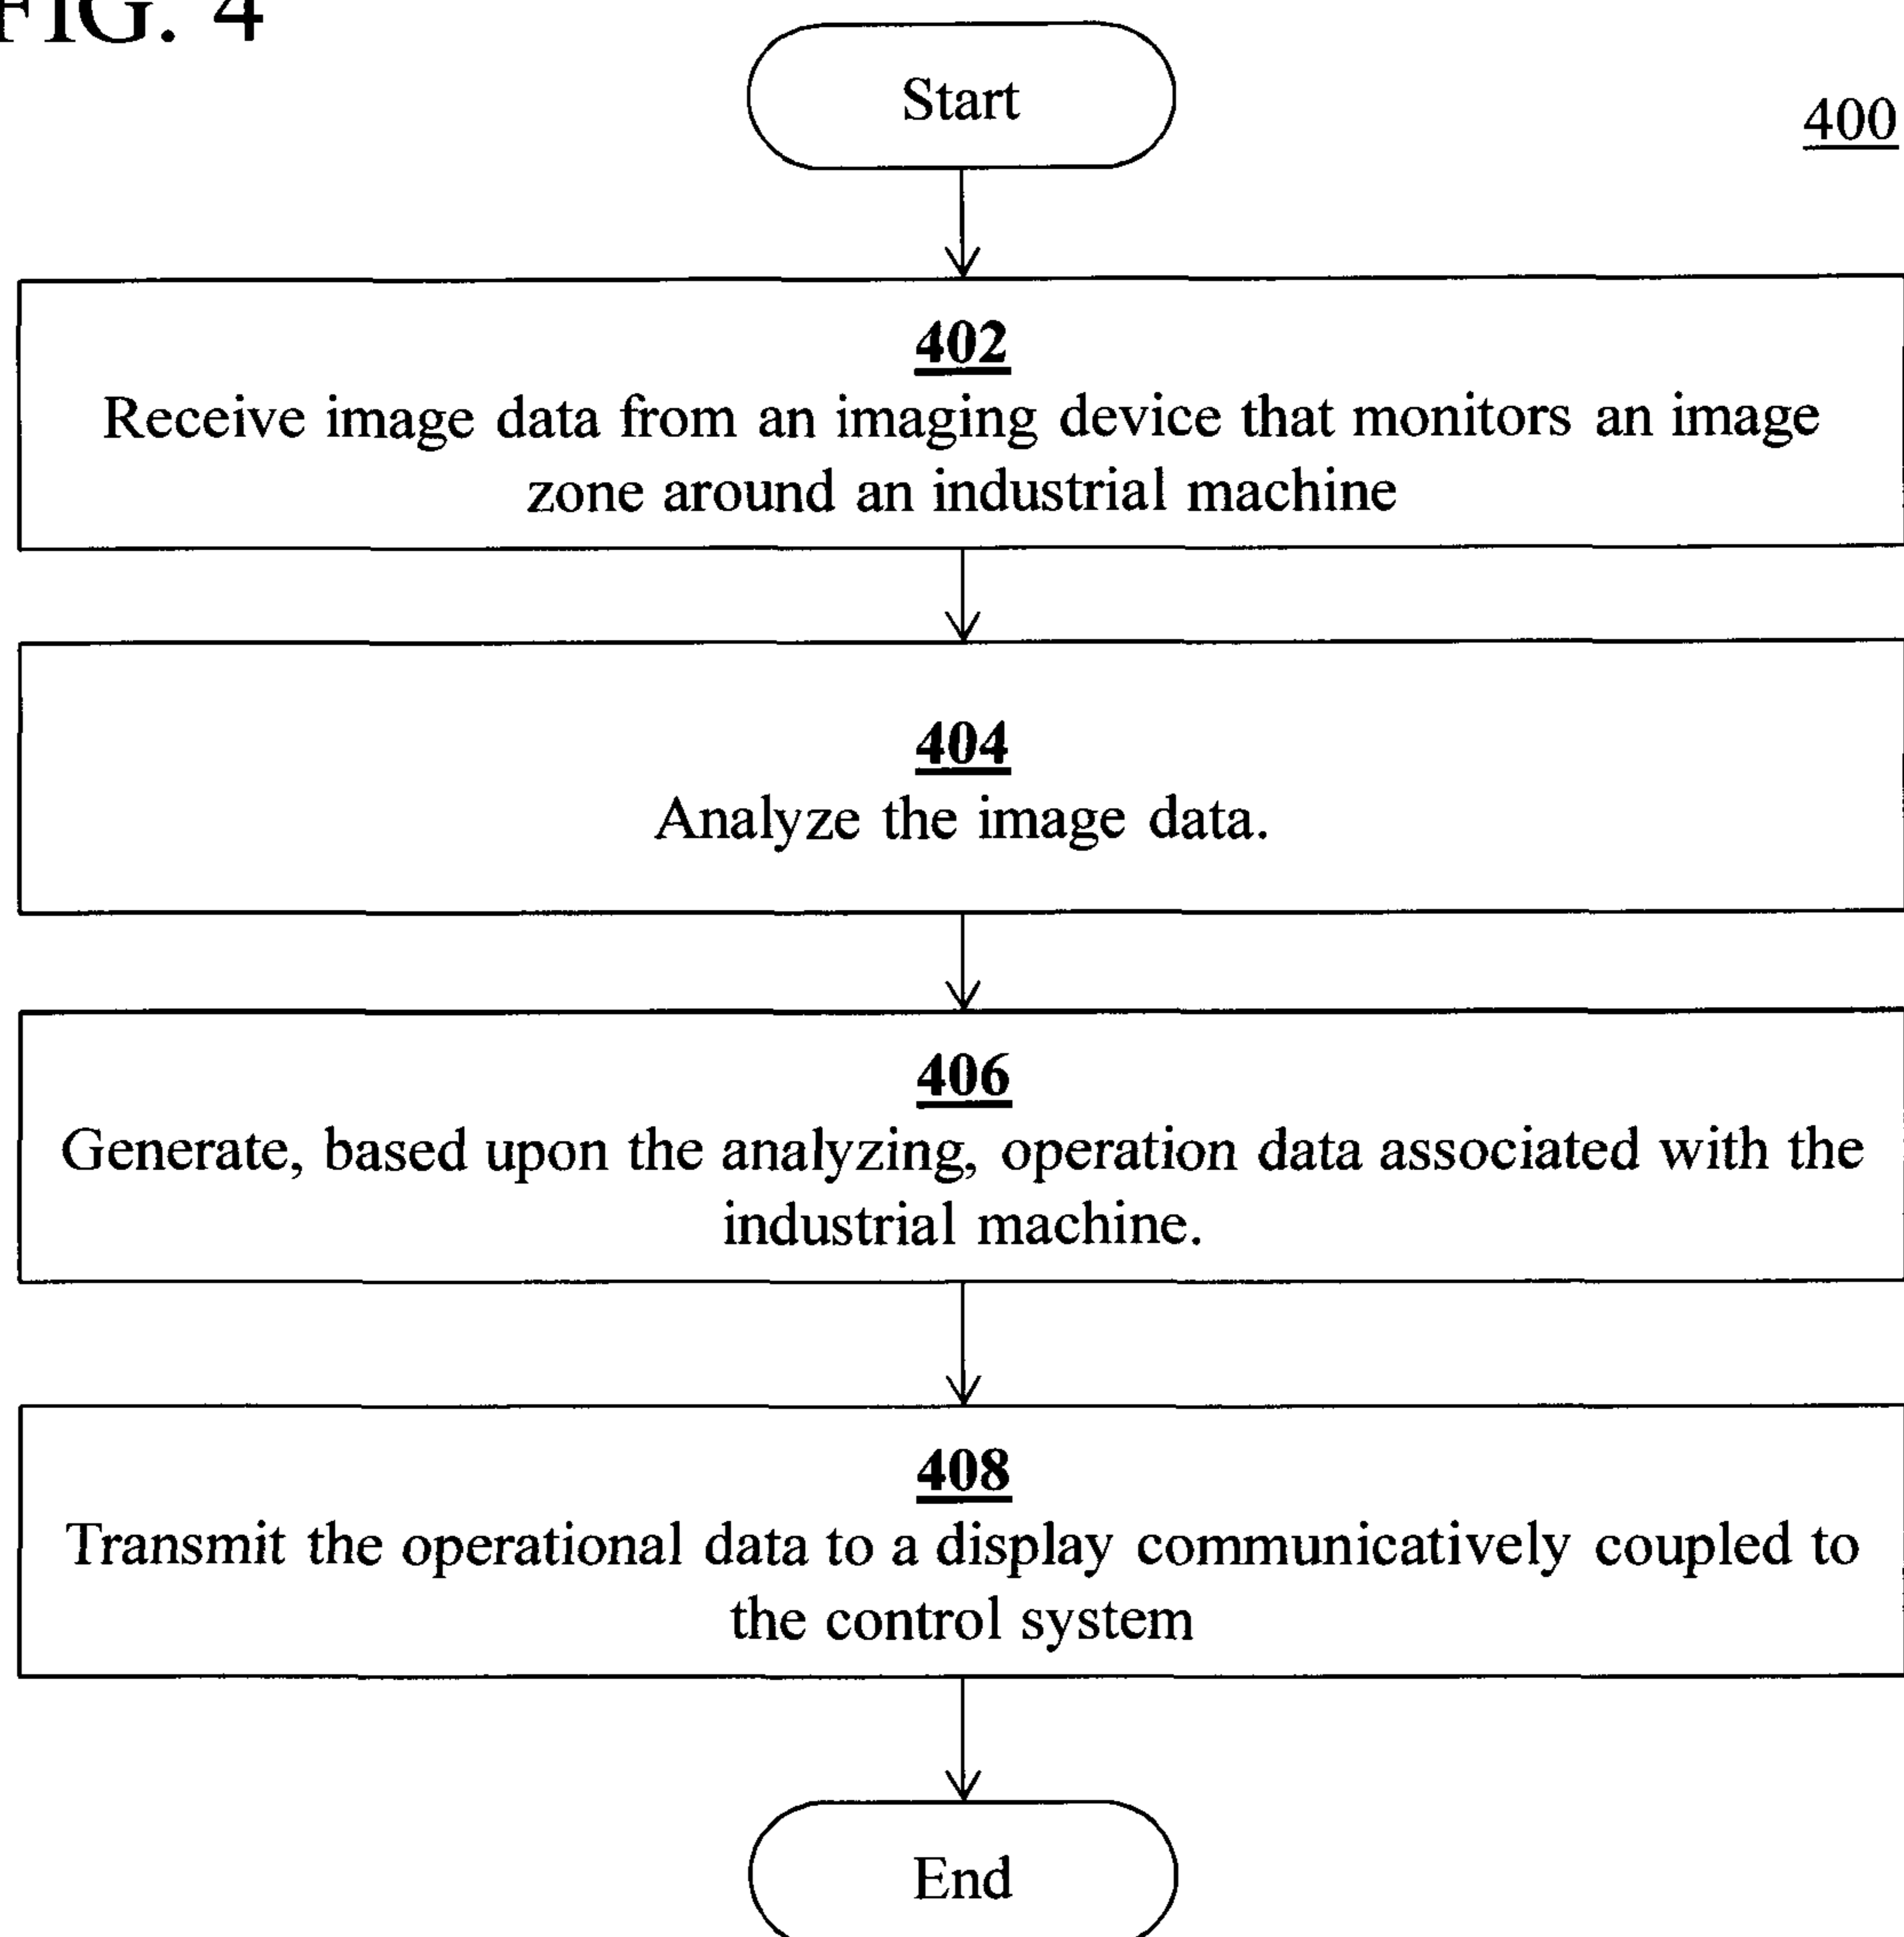 FIG. 4
Start
400
402
Receive image data from an imaging device that monitors an image
zone around an industrial machine
404
Analyze the image data.
406
Generate, based upon the analyzing, operation data associated with the
industrial machine.
408
Transmit the operational data to a display communicatively coupled to
the control system
End